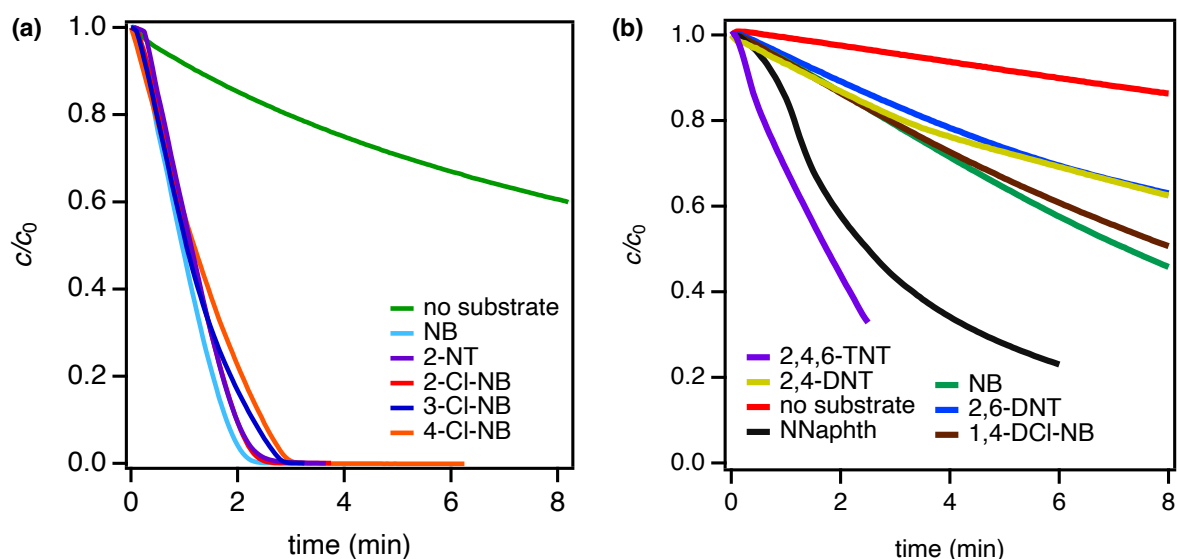 (a)
1.0
0.8
0.6
0.4
0.2
0.0
c/c0
no substrate
NB
2-NT
2-Cl-NB
3-Cl-NB
4-Cl-NB
0 2 4 6 8
time (min)
(b)
1.0
0.8
0.6
0.4
0.2
0.0
c/c0
2,4,6-TNT
2,4-DNT
no substrate
NNaphth
NB
2,6-DNT
1,4-DCl-NB
0 2 4 6 8
time (min)